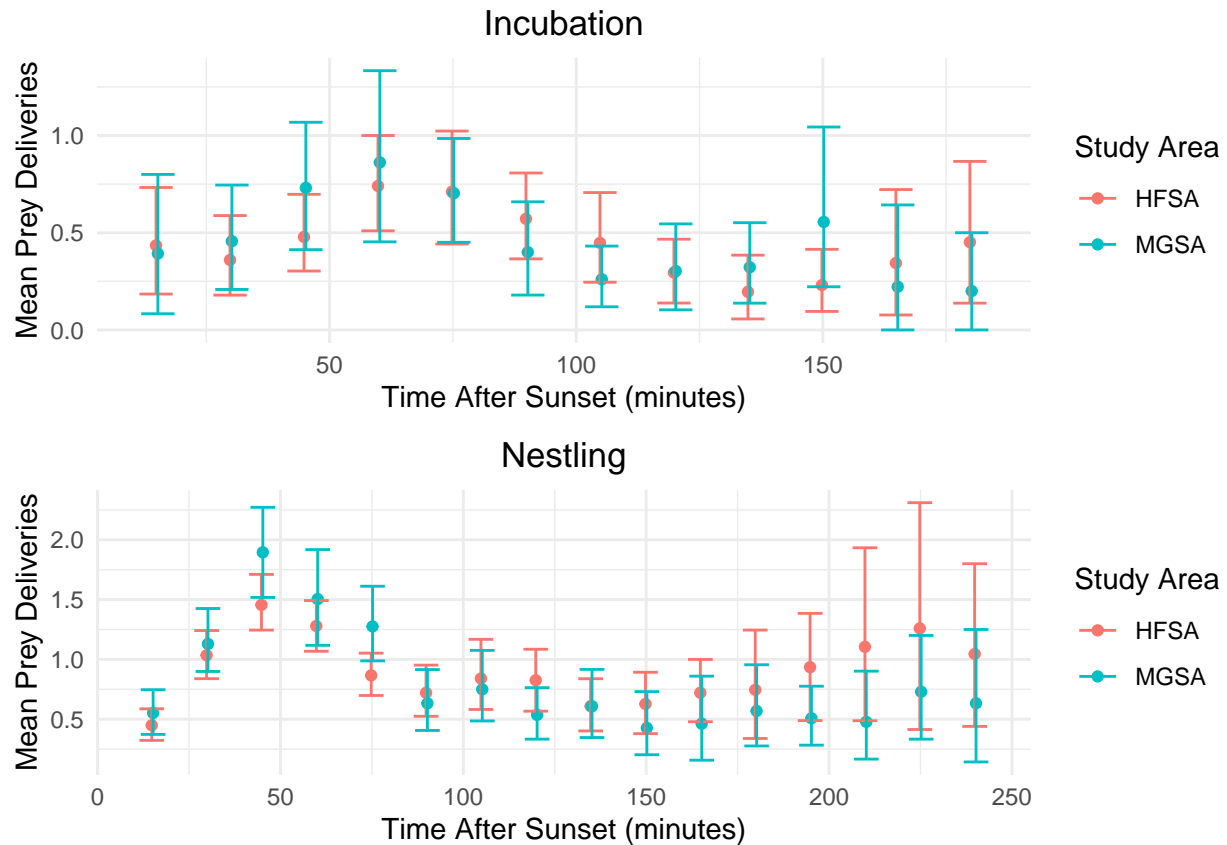 Incubation
Mean Prey Deliveries
1.0
0.5
0.0
50
100
150
Time After Sunset (minutes)
Study Area
HFSA
MGSA
Nestling
Mean Prey Deliveries
2.0
1.5
1.0
0.5
0
50
100
150
200
250
Time After Sunset (minutes)
Study Area
HFSA
MGSA